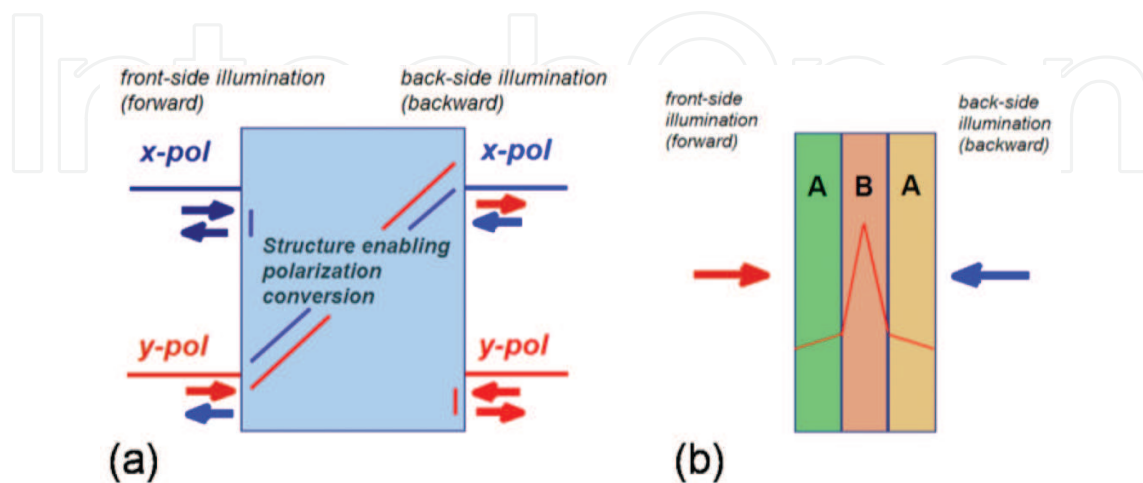 IntechOpen
front-side illumination
(forward)
back-side illumination
(backward)
x-pol
x-pol
Structure enabling
polarization
conversion
y-pol
y-pol
(a)
front-side
illumination
(forward)
back-side
illumination
(backward)
A B A
(b)